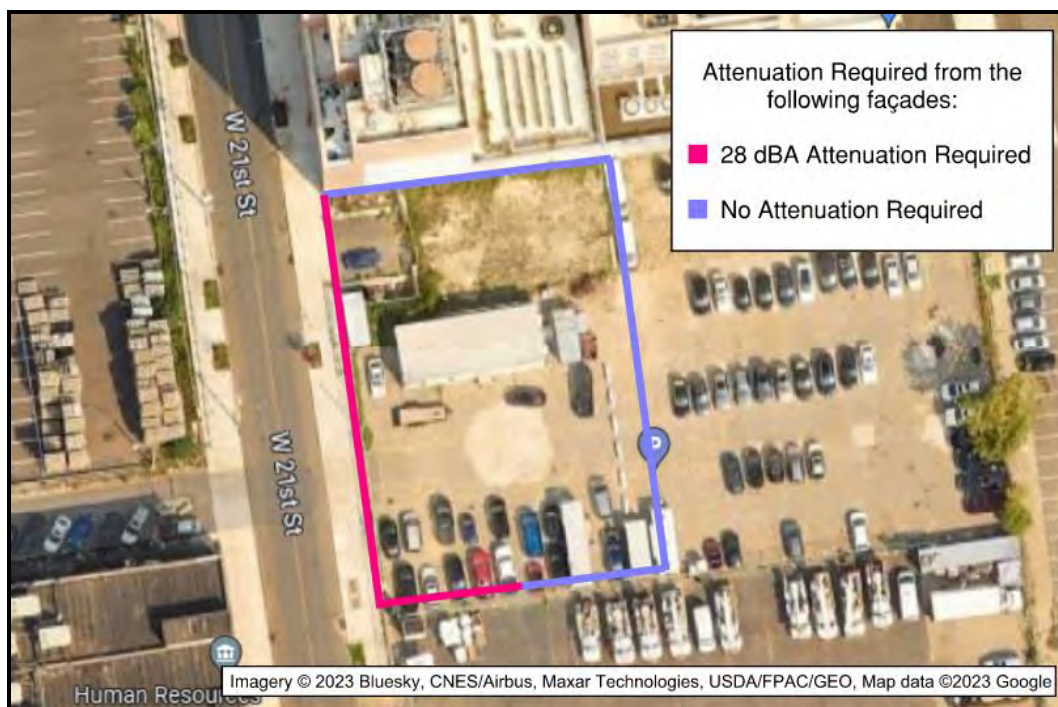 Attenuation Required from the
following façades:
28 dBA Attenuation Required
No Attenuation Required
W 21st St
W 21st St
Human Resources
Imagery © 2023 Bluesky, CNES/Airbus, Maxar Technologies, USDA/FPAC/GEO, Map data ©2023 Google